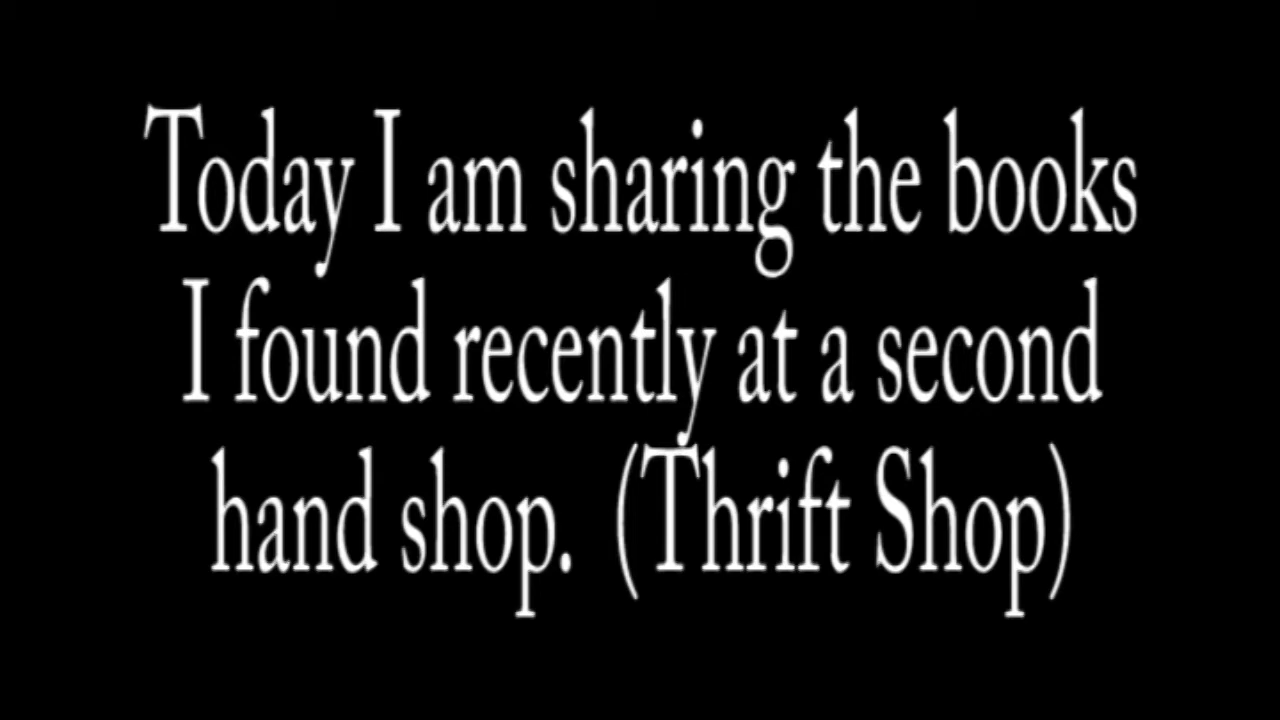 Today I am sharing the books
I found recently at a second
hand shop. (Thrift Shop)